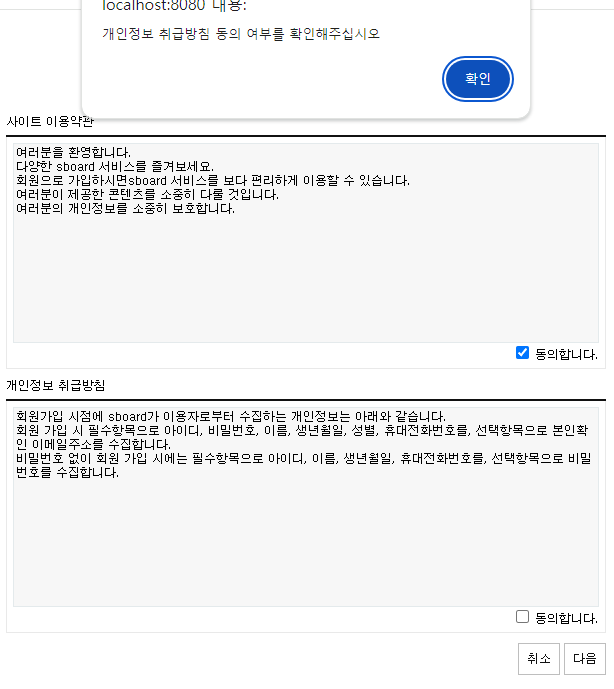 localhost:8080 내용:
개인정보 취급방침 동의 여부를 확인해주십시오
확인
사이트 이용약관
여러분을 환영합니다.
다양한 sboard 서비스를 즐겨보세요.
회원으로 가입하시면sboard 서비스를 보다 편리하게 이용할 수 있습니다.
여러분이 제공한 콘텐츠를 소중히 다룰 것입니다.
여러분의 개인정보를 소중히 보호합니다.
동의합니다.
개인정보 취급방침
회원가입 시점에 sboard가 이용자로부터 수집하는 개인정보는 아래와 같습니다.
회원 가입 시 필수항목으로 아이디, 비밀번호, 이름, 생년월일, 성별, 휴대전화번호를, 선택항목으로 본인확
인 이메일주소를 수집합니다.
비밀번호 없이 회원 가입 시에는 필수항목으로 아이디, 이름, 생년월일, 휴대전화번호를, 선택항목으로 비밀
번호를 수집합니다.
동의합니다.
취소 다음